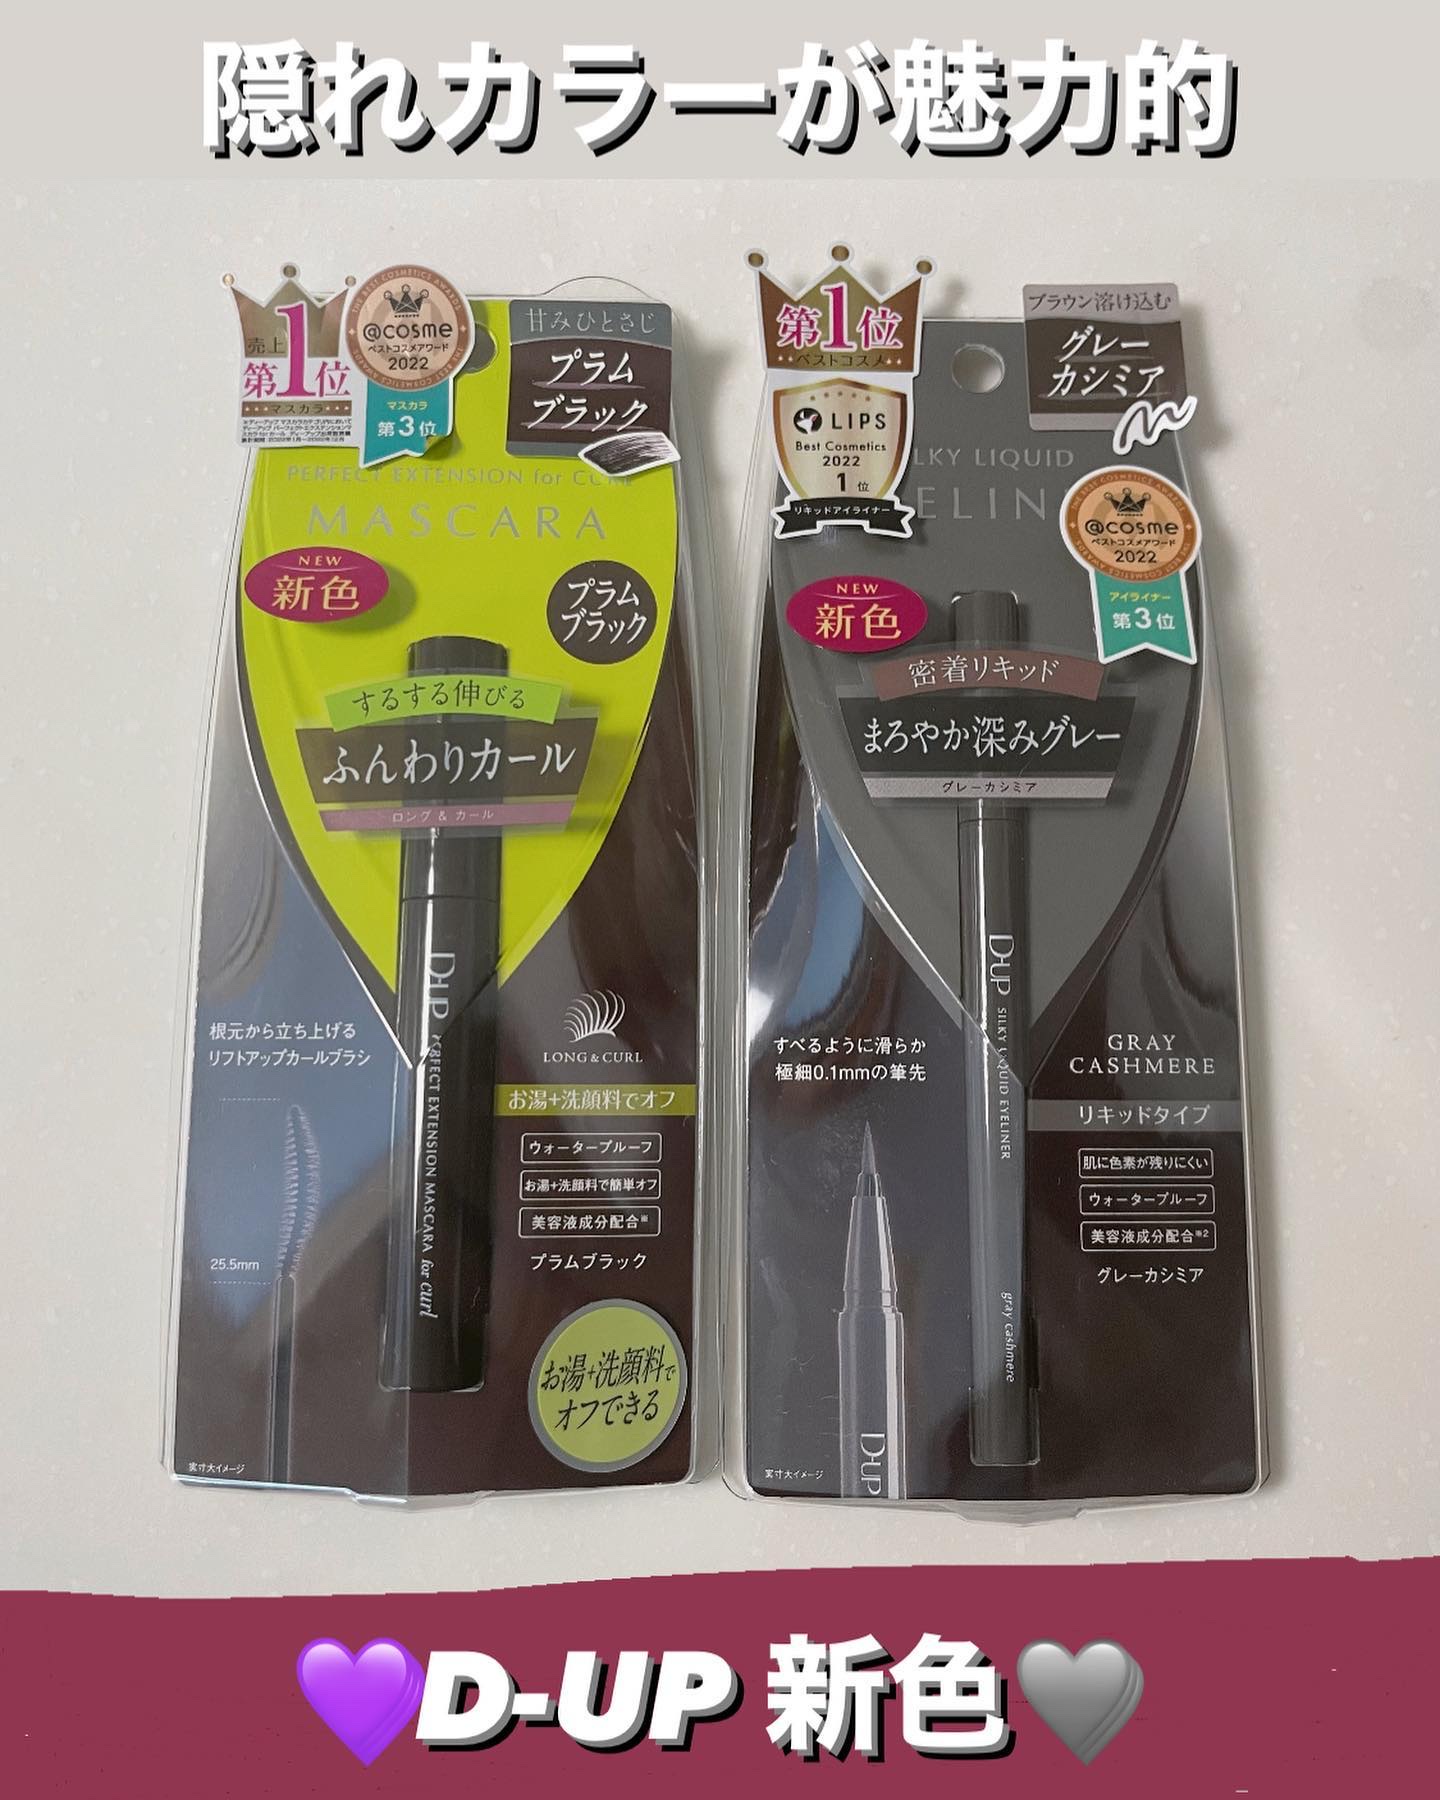 隠れカラーが魅力的
売上
第1位
マスカラ
THE BEST COSMETICS AWARDS
@cosme
ベストコスメアワード
2022
マスカラ
第3位
甘みひとさじ
プラム
ブラック
PERFECT EXTENSION for CURL
MASCARA
NEW
新色
プラム
ブラック
するする伸びる
ふんわりカール
ロング & カール
D-UP PERFECT EXTENSION MASCARA for curl
根元から立ち上げる
リフトアップカールブラシ
25.5mm
実寸大イメージ
LONG & CURL
お湯+洗顔料でオフ
ウォータープルーフ
お湯+洗顔料で簡単オフ
美容液成分配合※
プラムブラック
お湯+洗顔料で
オフできる
第1位
ベストコスメ
LIPS
Best Cosmetics
2022
1位
リキッドアイライナー
ブラウン溶け込む
グレー
カシミア
LKY LIQUID
ELIN
THE BEST COSMETICS AWARDS
@cosme
ベストコスメアワード
2022
アイライナー
第3位
NEW
新色
密着リキッド
まろやか深みグレー
グレーカシミア
D-UP SILKY LIQUID EYELINER
gray cashmere
すべるように滑らか
極細0.1mmの筆先
D-UP
実寸大イメージ
GRAY
CASHMERE
リキッドタイプ
肌に色素が残りにくい
ウォータープルーフ
美容液成分配合※2
グレーカシミア
💜D-UP 新色🩶